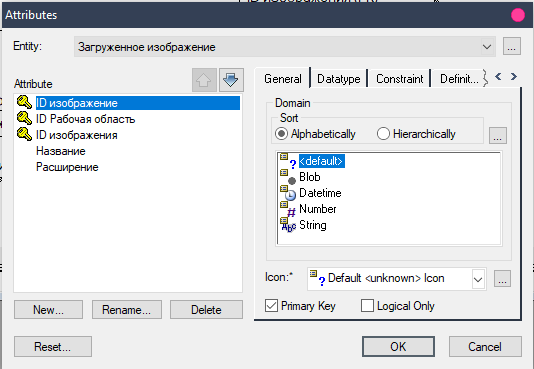 Attributes
Entity:
Загруженное изображение
...
Attribute
ID изображение
ID Рабочая область
ID изображения
Название
Расширение
New...
Rename...
Delete
General
Datatype
Constraint
Definit...
Domain
Sort
Alphabetically
Hierarchically
...
<default>
Blob
Datetime
Number
String
Icon:*
Default <unknown> Icon
...
Primary Key
Logical Only
Reset...
OK
Cancel